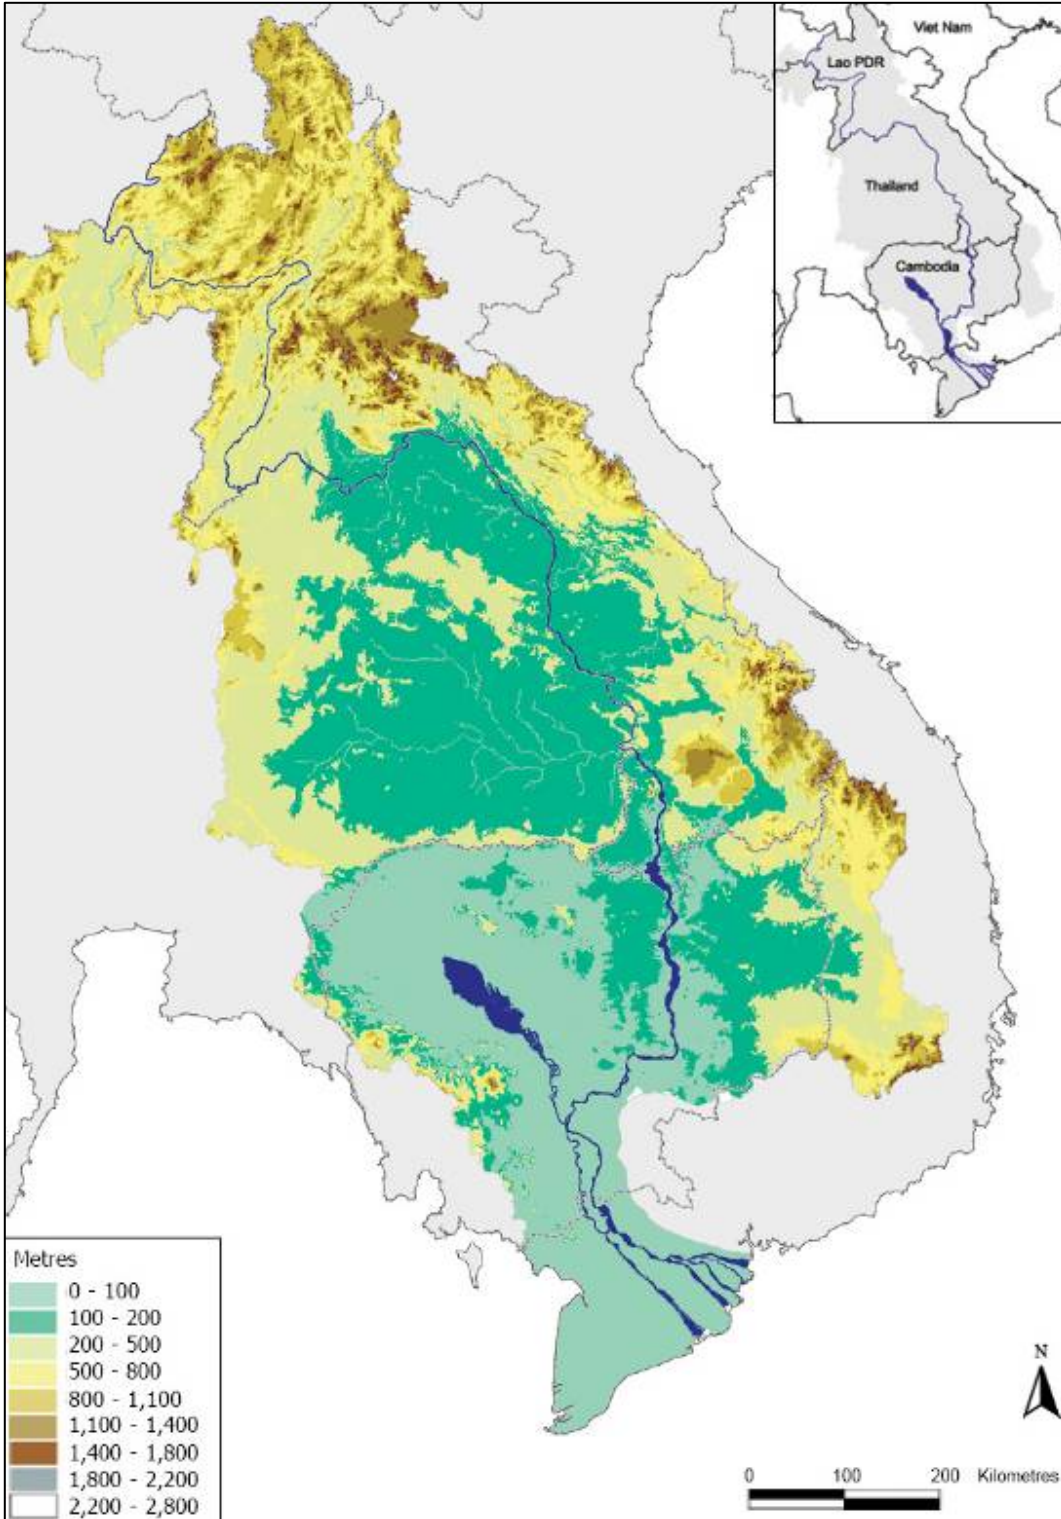 Viet Nam
Lao PDR
Thailand
Cambodia
Metres
0 - 100
100 - 200
200 - 500
500 - 800
800 - 1,100
1,100 - 1,400
1,400 - 1,800
1,800 - 2,200
2,200 - 2,800
N
0 100 200 Kilometres